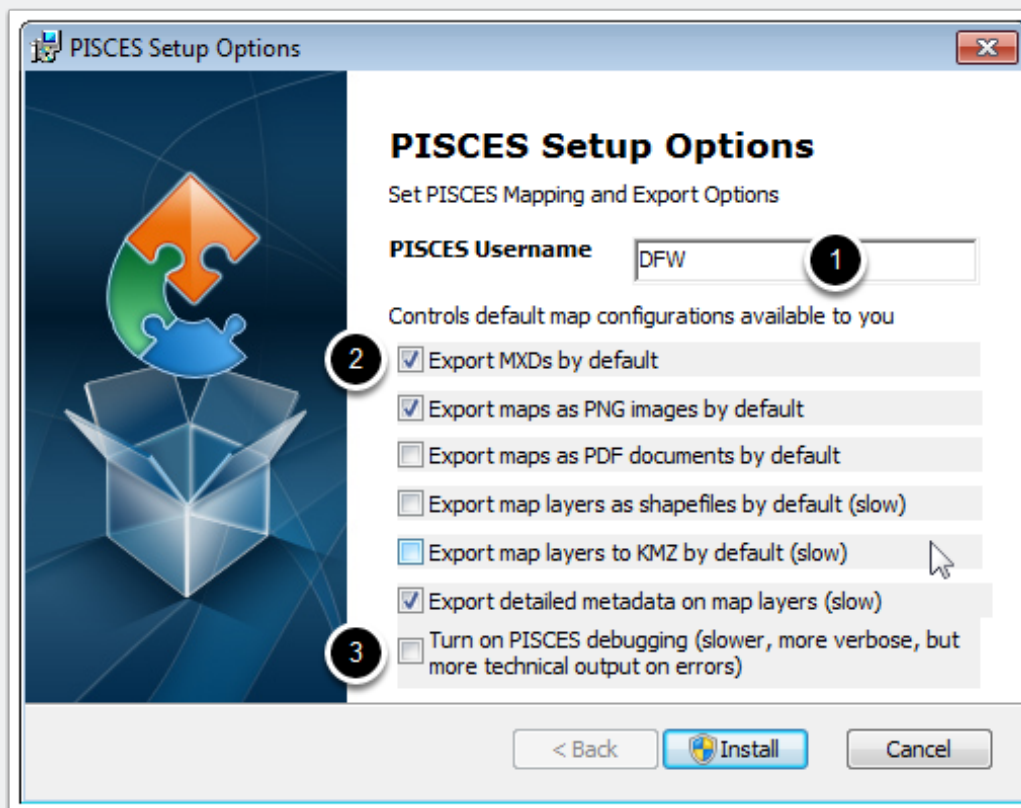 PISCES Setup Options
PISCES Setup Options
Set PISCES Mapping and Export Options
PISCES Username
DFW
1
Controls default map configurations available to you
2
Export MXDs by default
Export maps as PNG images by default
Export maps as PDF documents by default
Export map layers as shapefiles by default (slow)
Export map layers to KMZ by default (slow)
Export detailed metadata on map layers (slow)
3
Turn on PISCES debugging (slower, more verbose, but
more technical output on errors)
< Back
Install
Cancel